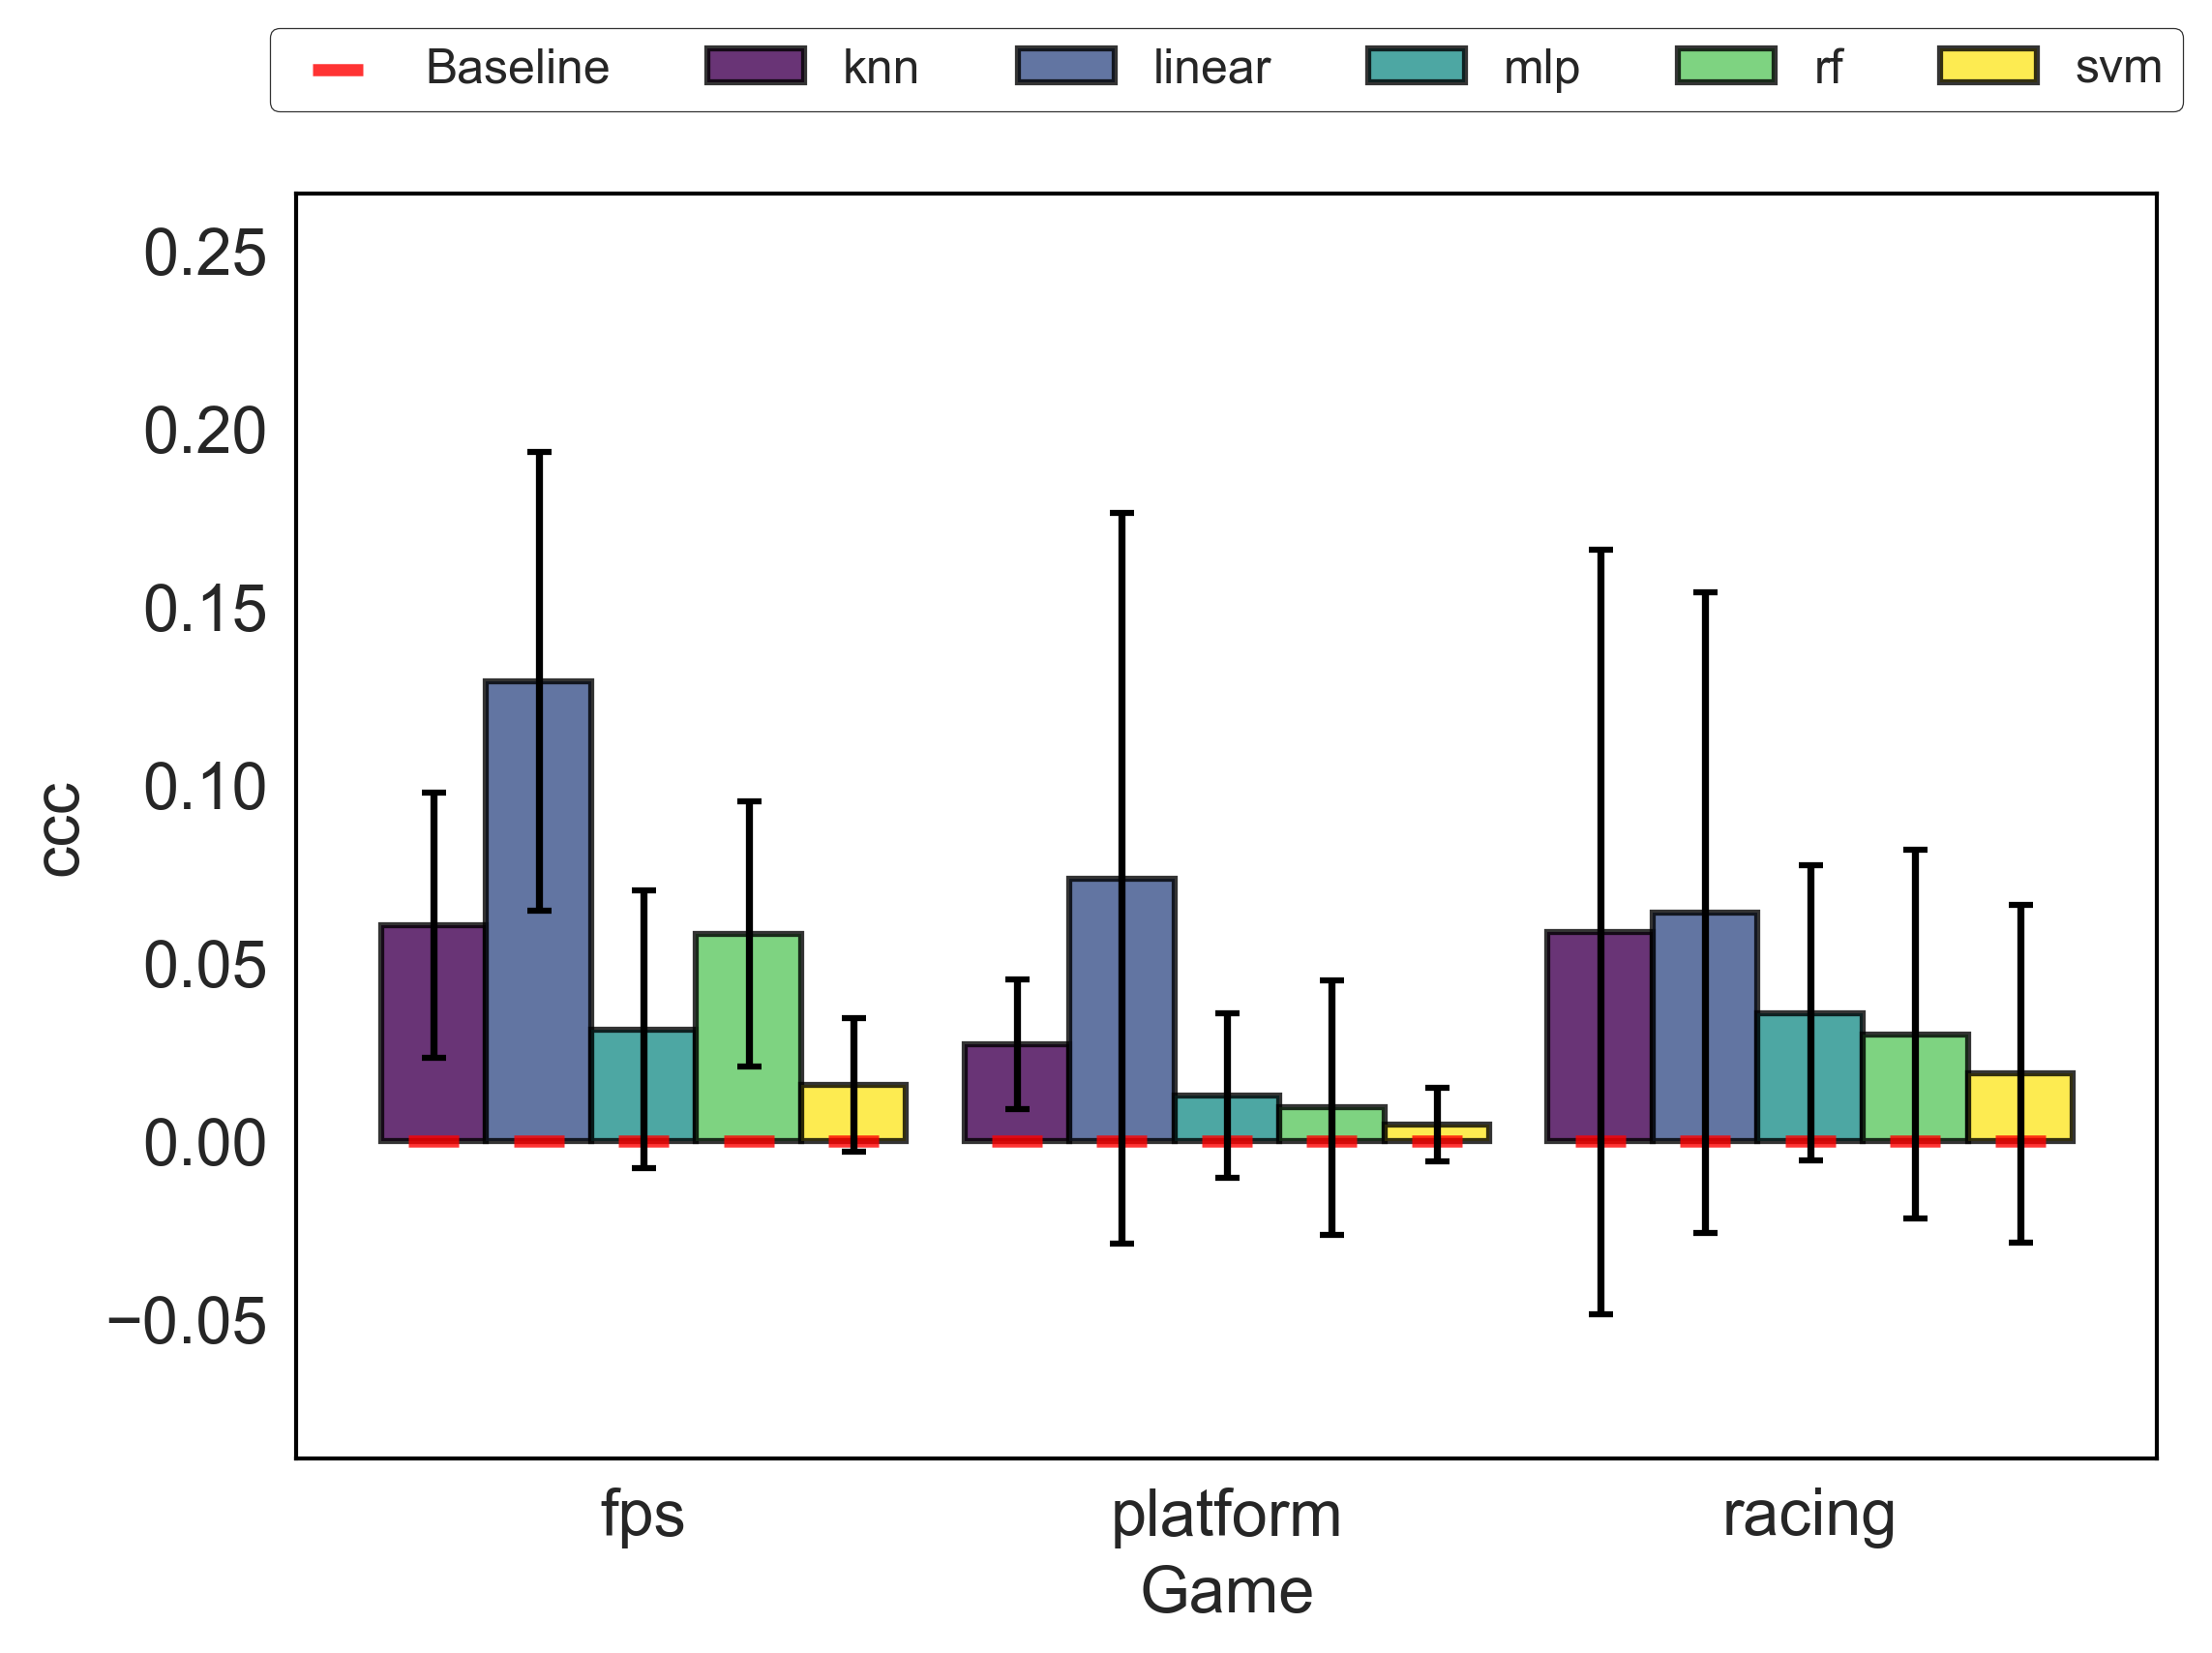 Baseline knn linear mlp rf svm
0.25
0.20
0.15
0.10
0.05
0.00
−0.05
ccc
fps platform racing
Game